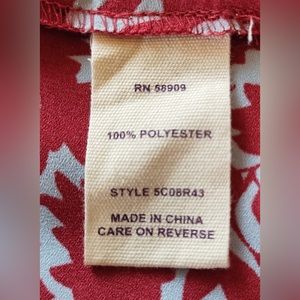 RN 58909
100% POLYESTER
STYLE 5C08R43
MADE IN CHINA
CARE ON REVERSE